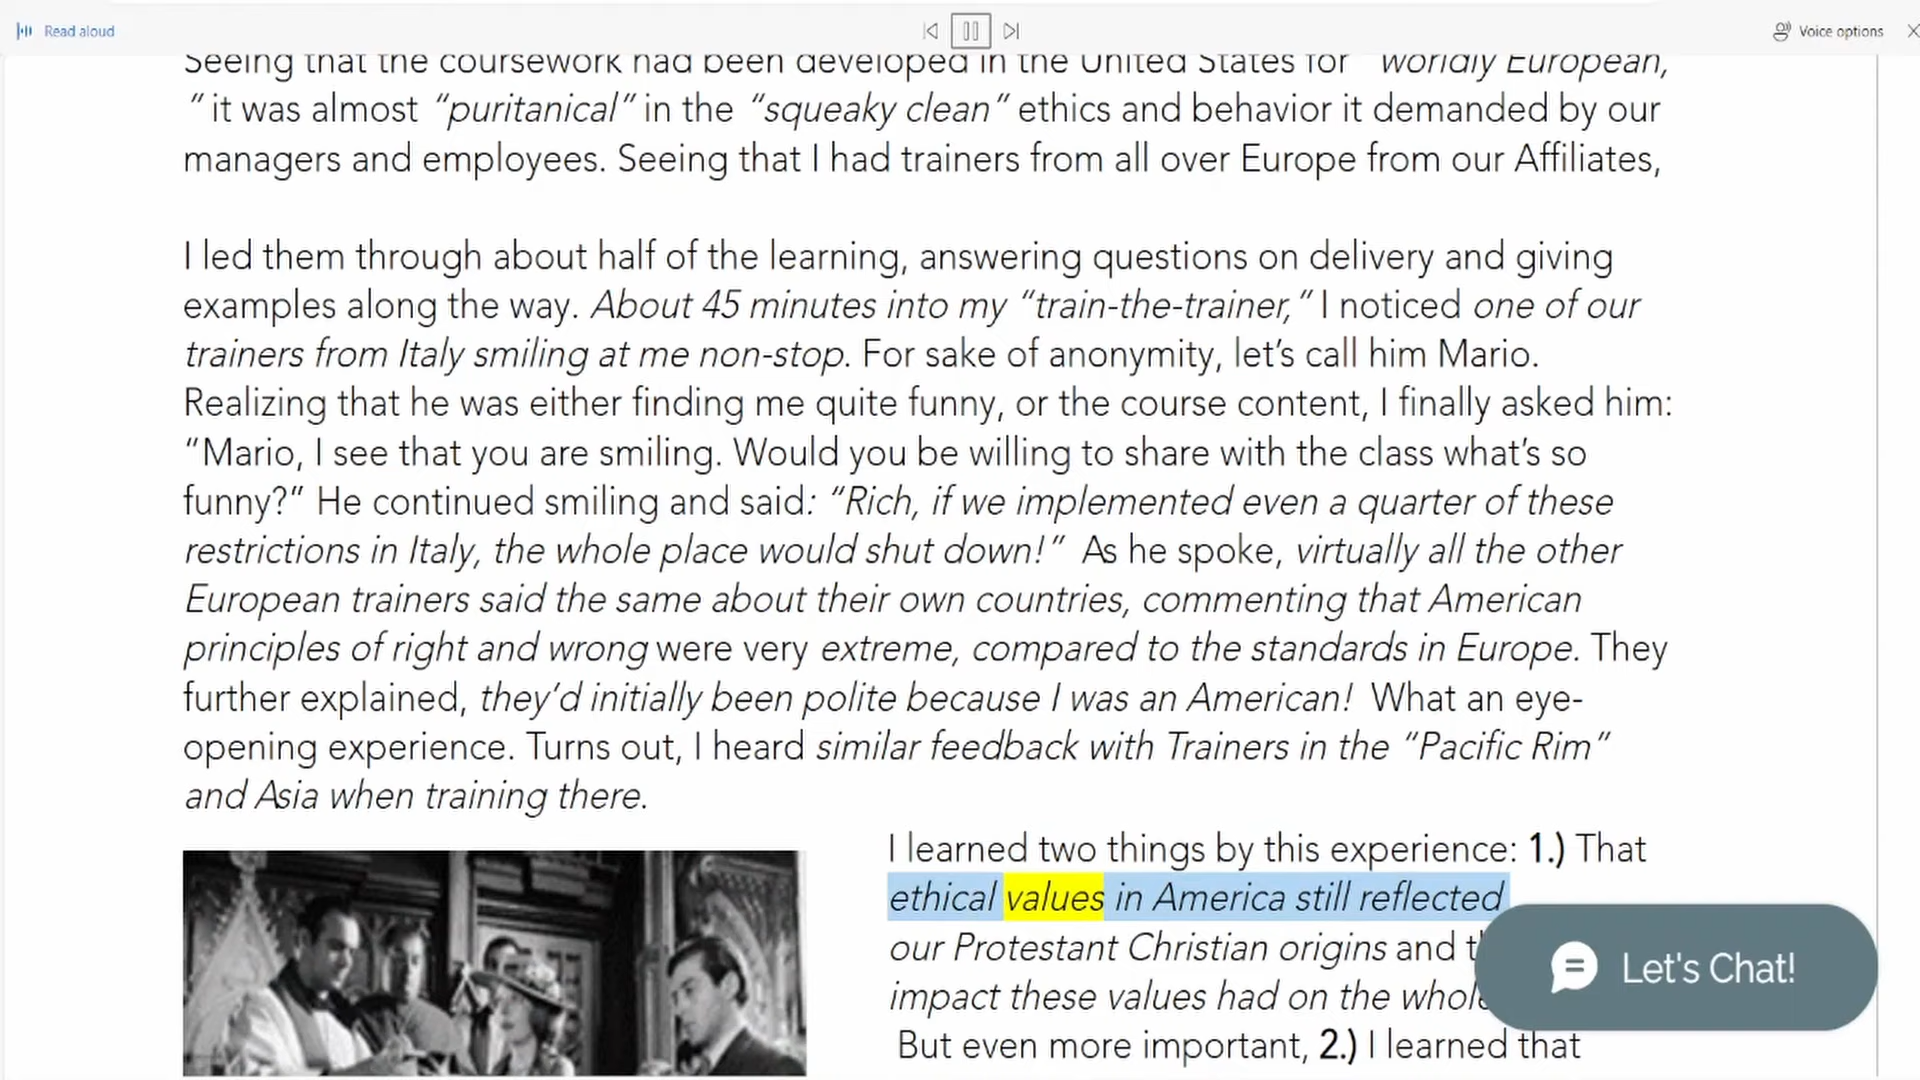 Read aloud
Voice options
Seeing that the coursework had been developed in the United States for “worldly European,
” it was almost “puritanical” in the “squeaky clean” ethics and behavior it demanded by our
managers and employees. Seeing that I had trainers from all over Europe from our Affiliates,
I led them through about half of the learning, answering questions on delivery and giving
examples along the way. About 45 minutes into my “train-the-trainer,” I noticed one of our
trainers from Italy smiling at me non-stop. For sake of anonymity, let’s call him Mario.
Realizing that he was either finding me quite funny, or the course content, I finally asked him:
“Mario, I see that you are smiling. Would you be willing to share with the class what’s so
funny?” He continued smiling and said: “Rich, if we implemented even a quarter of these
restrictions in Italy, the whole place would shut down!” As he spoke, virtually all the other
European trainers said the same about their own countries, commenting that American
principles of right and wrong were very extreme, compared to the standards in Europe. They
further explained, they’d initially been polite because I was an American! What an eye-
opening experience. Turns out, I heard similar feedback with Trainers in the “Pacific Rim”
and Asia when training there.
I learned two things by this experience: 1.) That
ethical values in America still reflected
our Protestant Christian origins and
impact these values had on the whole
But even more important, 2.) I learned that
Let's Chat!